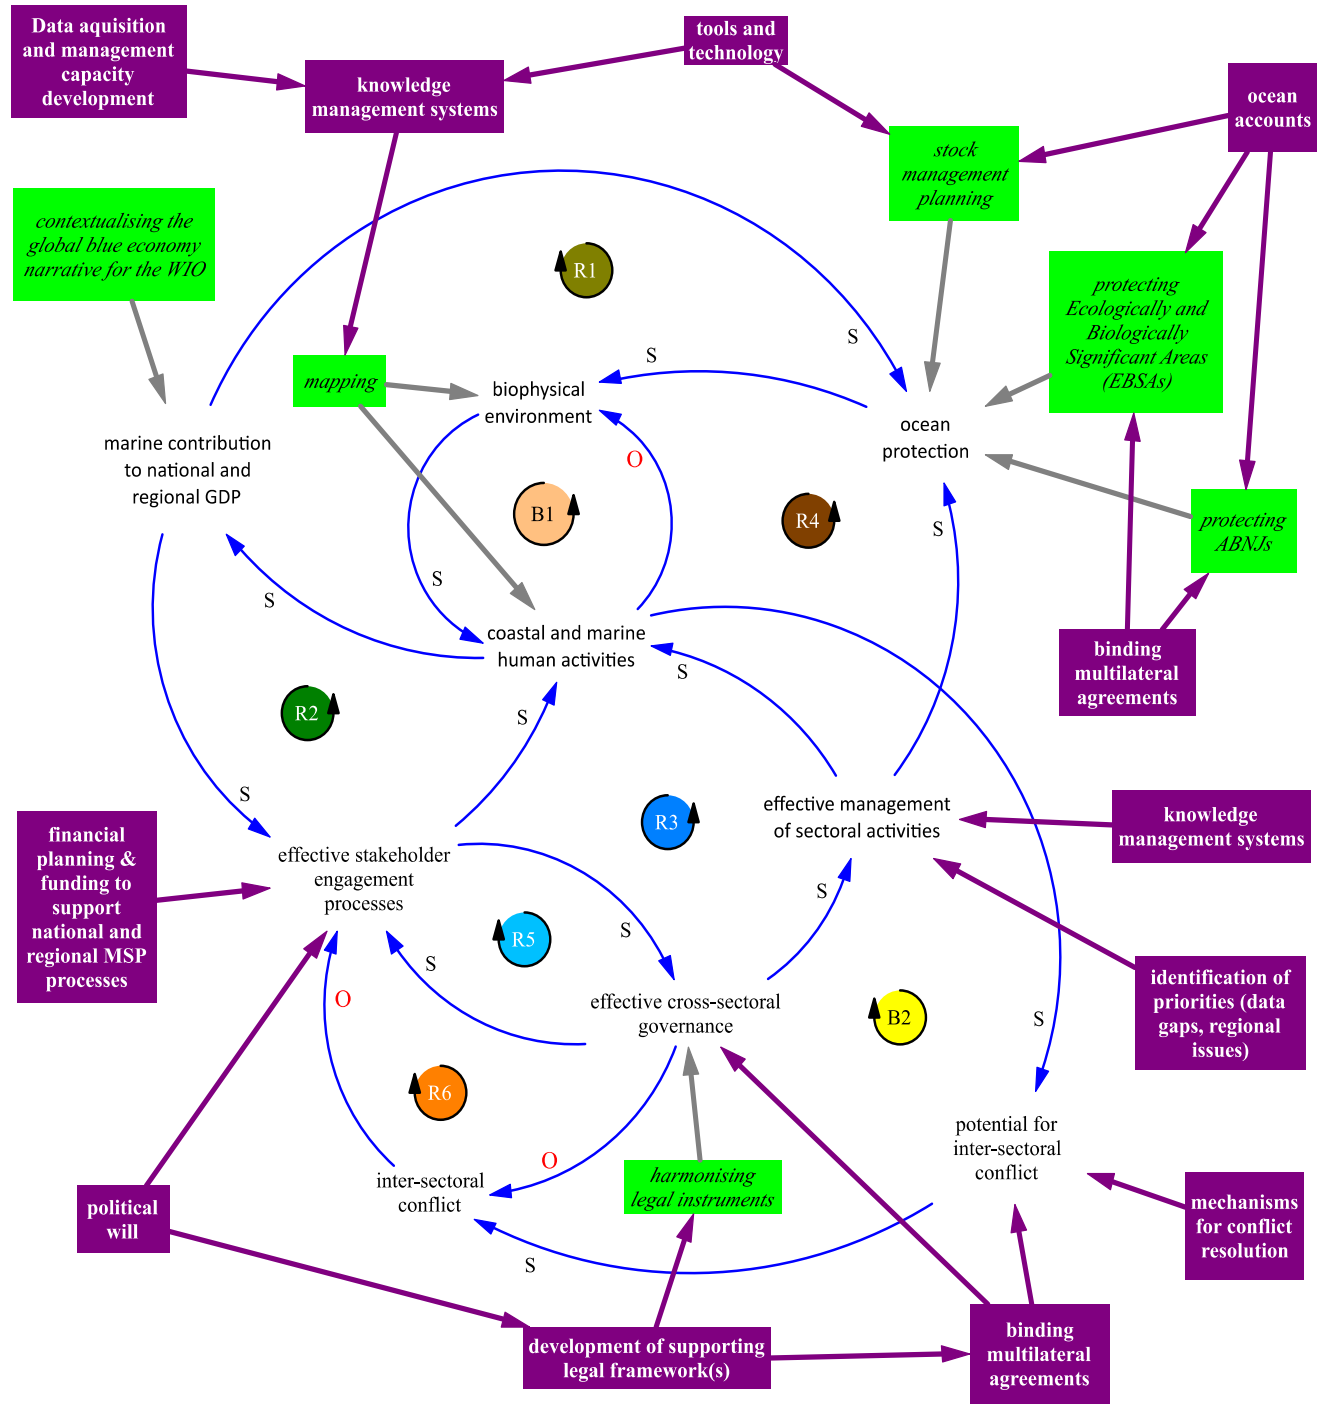 Data aquisition
and management
capacity
development
knowledge
management systems
tools and
technology
ocean
accounts
stock
management
planning
contextualising the
global blue economy
narrative for the WIO
R1
protecting
Ecologically and
Biologically
Significant Areas
(EBSAs)
S
S
mapping
biophysical
environment
ocean
protection
marine contribution
to national and
regional GDP
O
B1
R4
S
protecting
ABNJs
S
S
coastal and marine
human activities
S
binding
multilateral
agreements
R2
S
S
R3
effective management
of sectoral activities
knowledge
management systems
financial
planning &
funding to
support
national and
regional MSP
processes
effective stakeholder
engagement
processes
S
S
R5
S
O
effective cross-sectoral
governance
B2
S
identification of
priorities (data
gaps, regional
issues)
R6
potential for
inter-sectoral
conflict
O
inter-sectoral
conflict
harmonising
legal instruments
political
will
mechanisms
for conflict
resolution
S
development of supporting
legal framework(s)
binding
multilateral
agreements